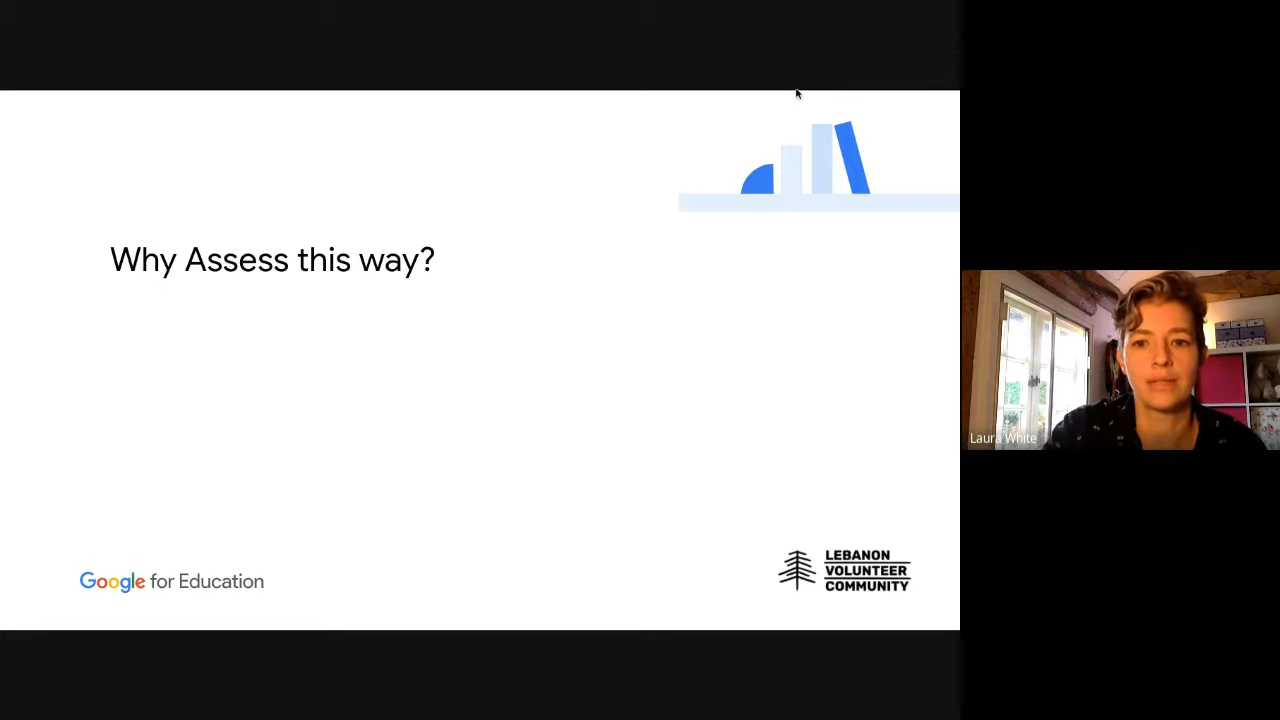 Why Assess this way?
Laura White
Google for Education
LEBANON
VOLUNTEER
COMMUNITY